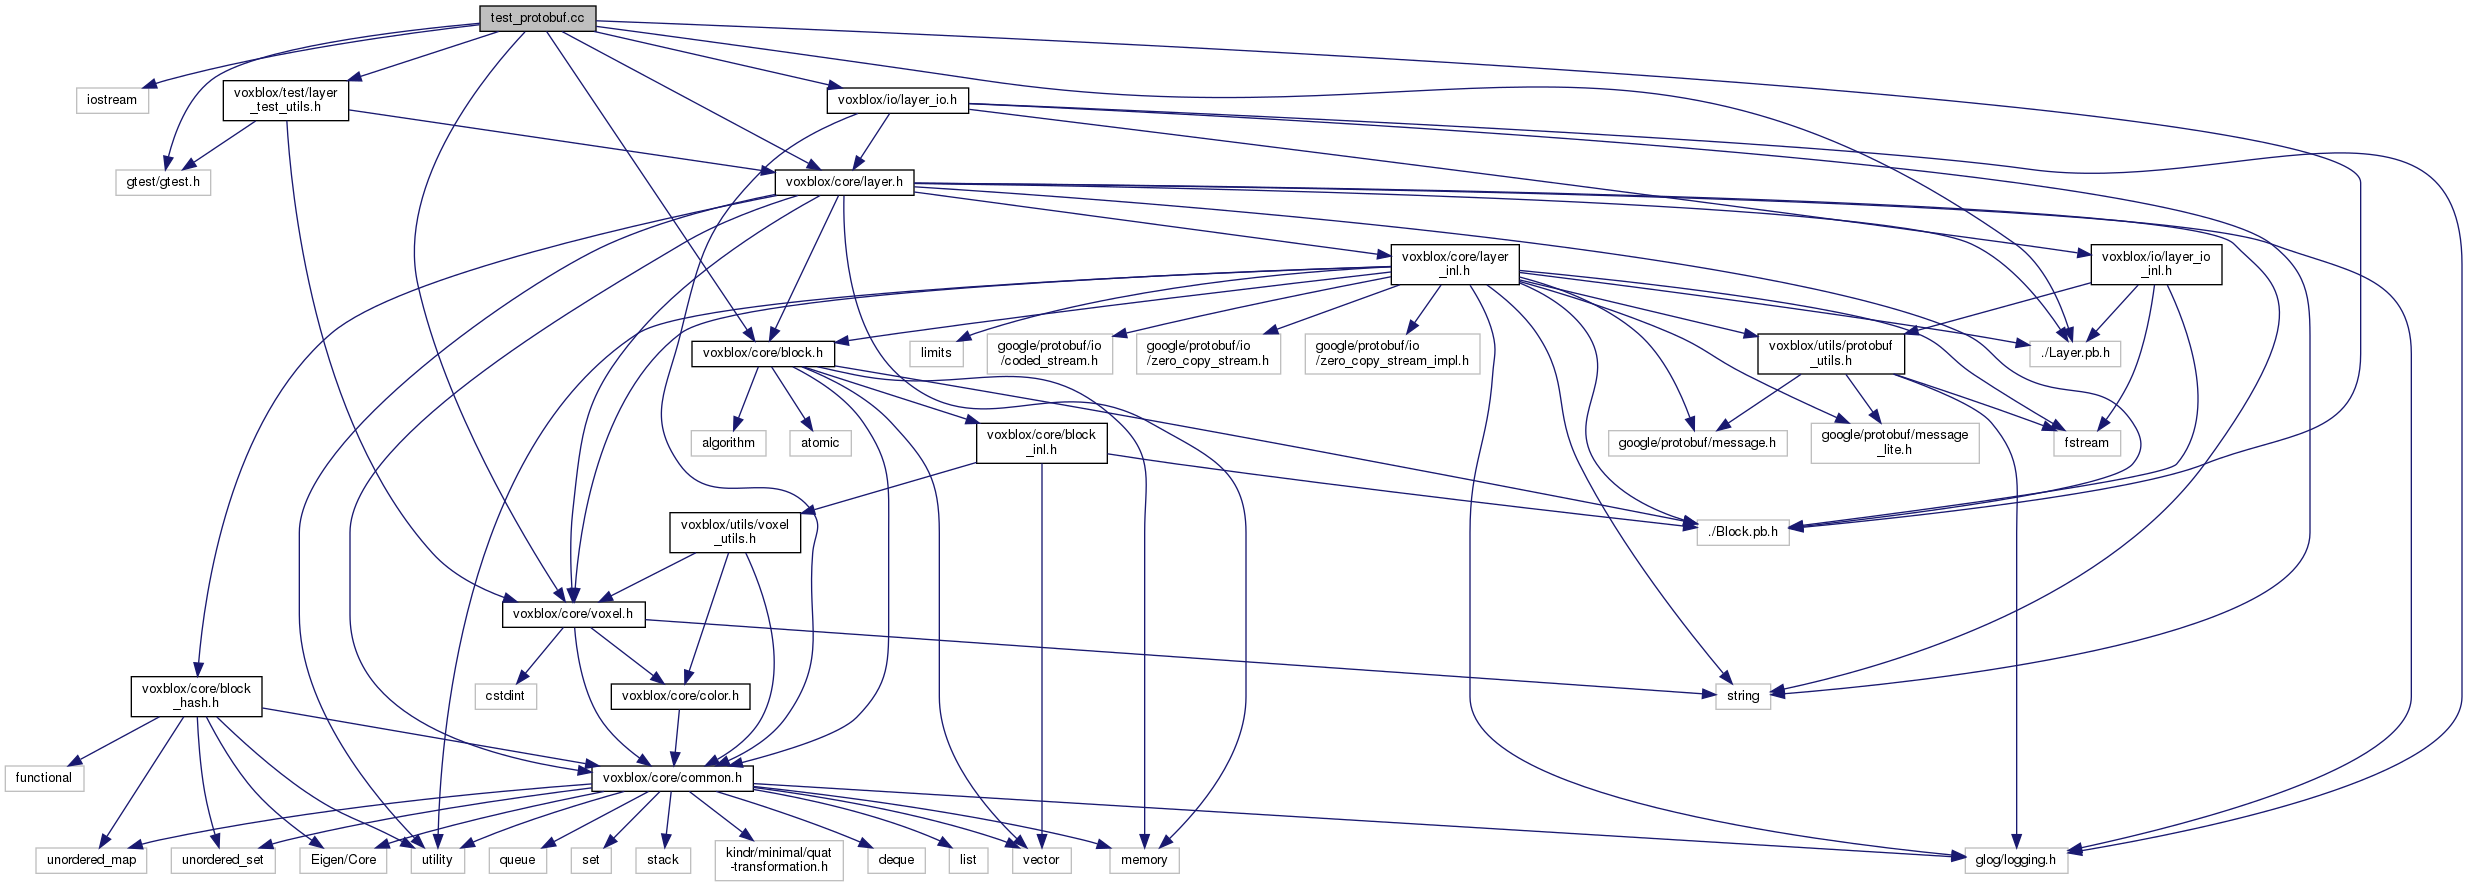 test_protobuf.cc
iostream
voxblox/test/layer
_test_utils.h
voxblox/io/layer_io.h
gtest/gtest.h
voxblox/core/layer.h
voxblox/core/layer
_inl.h
voxblox/io/layer_io
_inl.h
voxblox/core/block.h
limits
google/protobuf/io
/coded_stream.h
google/protobuf/io
/zero_copy_stream.h
google/protobuf/io
/zero_copy_stream_impl.h
voxblox/utils/protobuf
_utils.h
./Layer.pb.h
algorithm
atomic
voxblox/core/block
_inl.h
google/protobuf/message.h
google/protobuf/message
_lite.h
fstream
voxblox/utils/voxel
_utils.h
./Block.pb.h
voxblox/core/voxel.h
voxblox/core/block
_hash.h
cstdint
voxblox/core/color.h
string
functional
voxblox/core/common.h
unordered_map
unordered_set
Eigen/Core
utility
queue
set
stack
kindr/minimal/quat
-transformation.h
deque
list
vector
memory
glog/logging.h